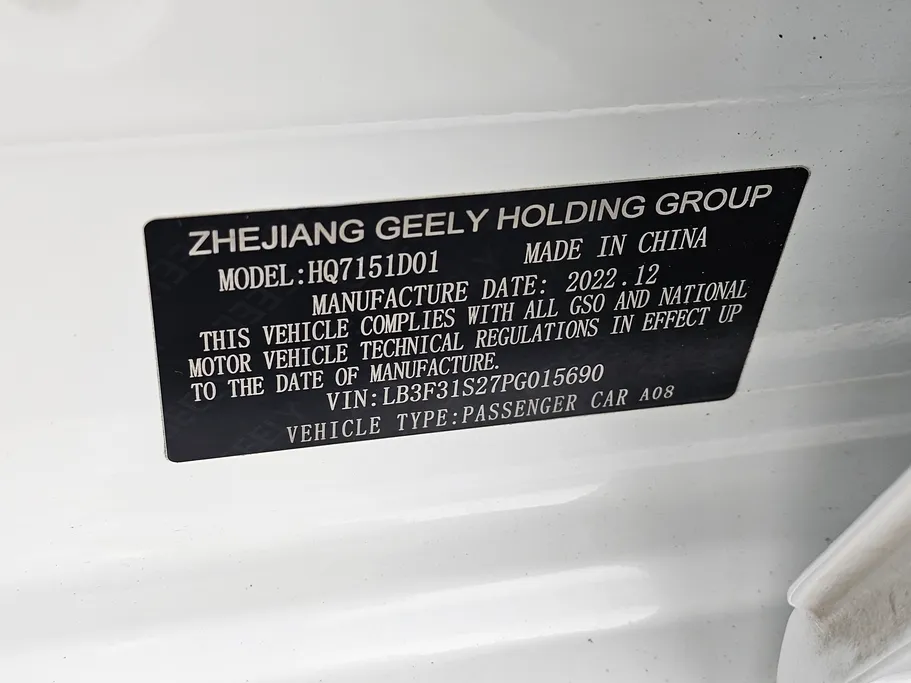 ZHEJIANG GEELY HOLDING GROUP
MODEL:HQ7151D01 MADE IN CHINA
MANUFACTURE DATE: 2022.12
THIS VEHICLE COMPLIES WITH ALL GSO AND NATIONAL
MOTOR VEHICLE TECHNICAL REGULATIONS IN EFFECT UP
TO THE DATE OF MANUFACTURE.
VIN:LB3F31S27PG015690
VEHICLE TYPE:PASSENGER CAR A08